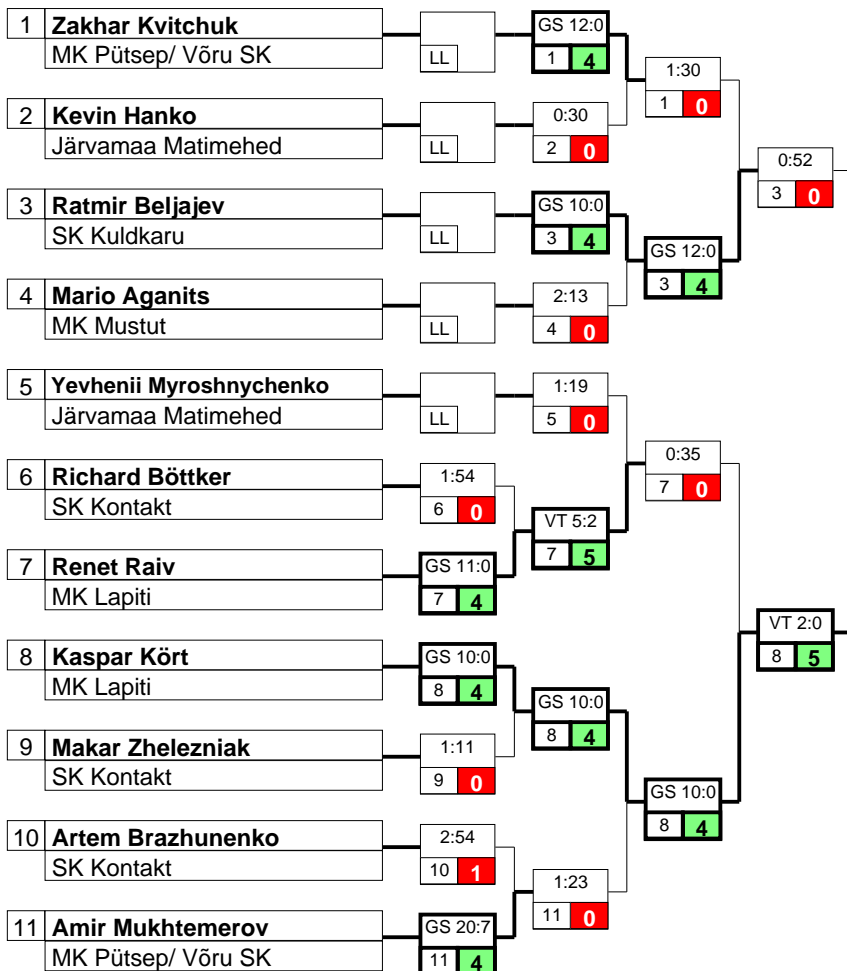 1 Zakhar Kvitchuk
MK Pütsep/ Võru SK
LL
GS 12:0
1 4
1:30
1 0
2 Kevin Hanko
Järvamaa Matimehed
LL
0:30
2 0
0:52
3 0
3 Ratmir Beljajev
SK Kuldkaru
LL
GS 10:0
3 4
GS 12:0
3 4
4 Mario Aganits
MK Mustut
LL
2:13
4 0
5 Yevhenii Myroshnychenko
Järvamaa Matimehed
LL
1:19
5 0
0:35
7 0
6 Richard Böttker
SK Kontakt
1:54
6 0
VT 5:2
7 5
7 Renet Raiv
MK Lapiti
GS 11:0
7 4
VT 2:0
8 5
8 Kaspar Kört
MK Lapiti
GS 10:0
8 4
GS 10:0
8 4
9 Makar Zhelezniak
SK Kontakt
1:11
9 0
GS 10:0
8 4
10 Artem Brazhunenko
SK Kontakt
2:54
10 1
1:23
11 0
11 Amir Mukhtemerov
MK Pütsep/ Võru SK
GS 20:7
11 4